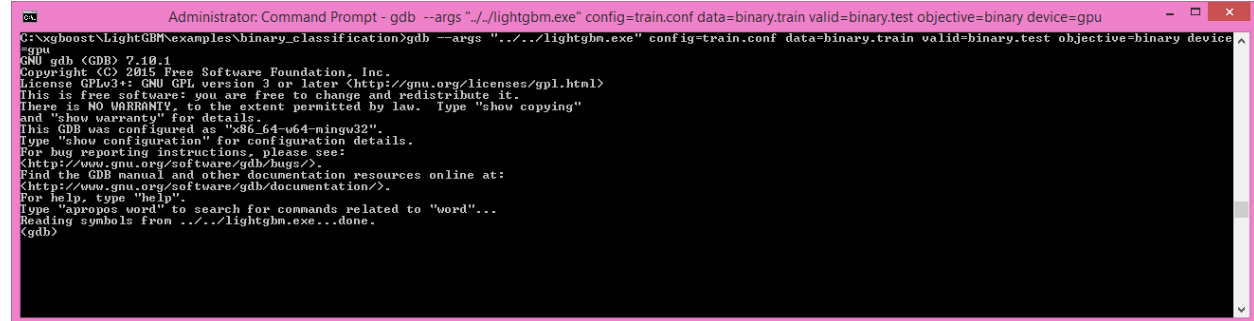 Administrator: Command Prompt - gdb --args "../../lightgbm.exe" config=train.conf data=binary.train valid=binary.test objective=binary device=gpu
C:\xgboost\LightGBM\examples\binary_classification>gdb --args "../../lightgbm.exe" config=train.conf data=binary.train valid=binary.test objective=binary device
=gpu
GNU gdb (GDB) 7.10.1
Copyright (C) 2015 Free Software Foundation, Inc.
License GPLv3+: GNU GPL version 3 or later <http://gnu.org/licenses/gpl.html>
This is free software: you are free to change and redistribute it.
There is NO WARRANTY, to the extent permitted by law.  Type "show copying"
and "show warranty" for details.
This GDB was configured as "x86_64-w64-mingw32".
Type "show configuration" for configuration details.
For bug reporting instructions, please see:
<http://www.gnu.org/software/gdb/bugs/>.
Find the GDB manual and other documentation resources online at:
<http://www.gnu.org/software/gdb/documentation/>.
For help, type "help".
Type "apropos word" to search for commands related to "word"...
Reading symbols from ../../lightgbm.exe...done.
(gdb)